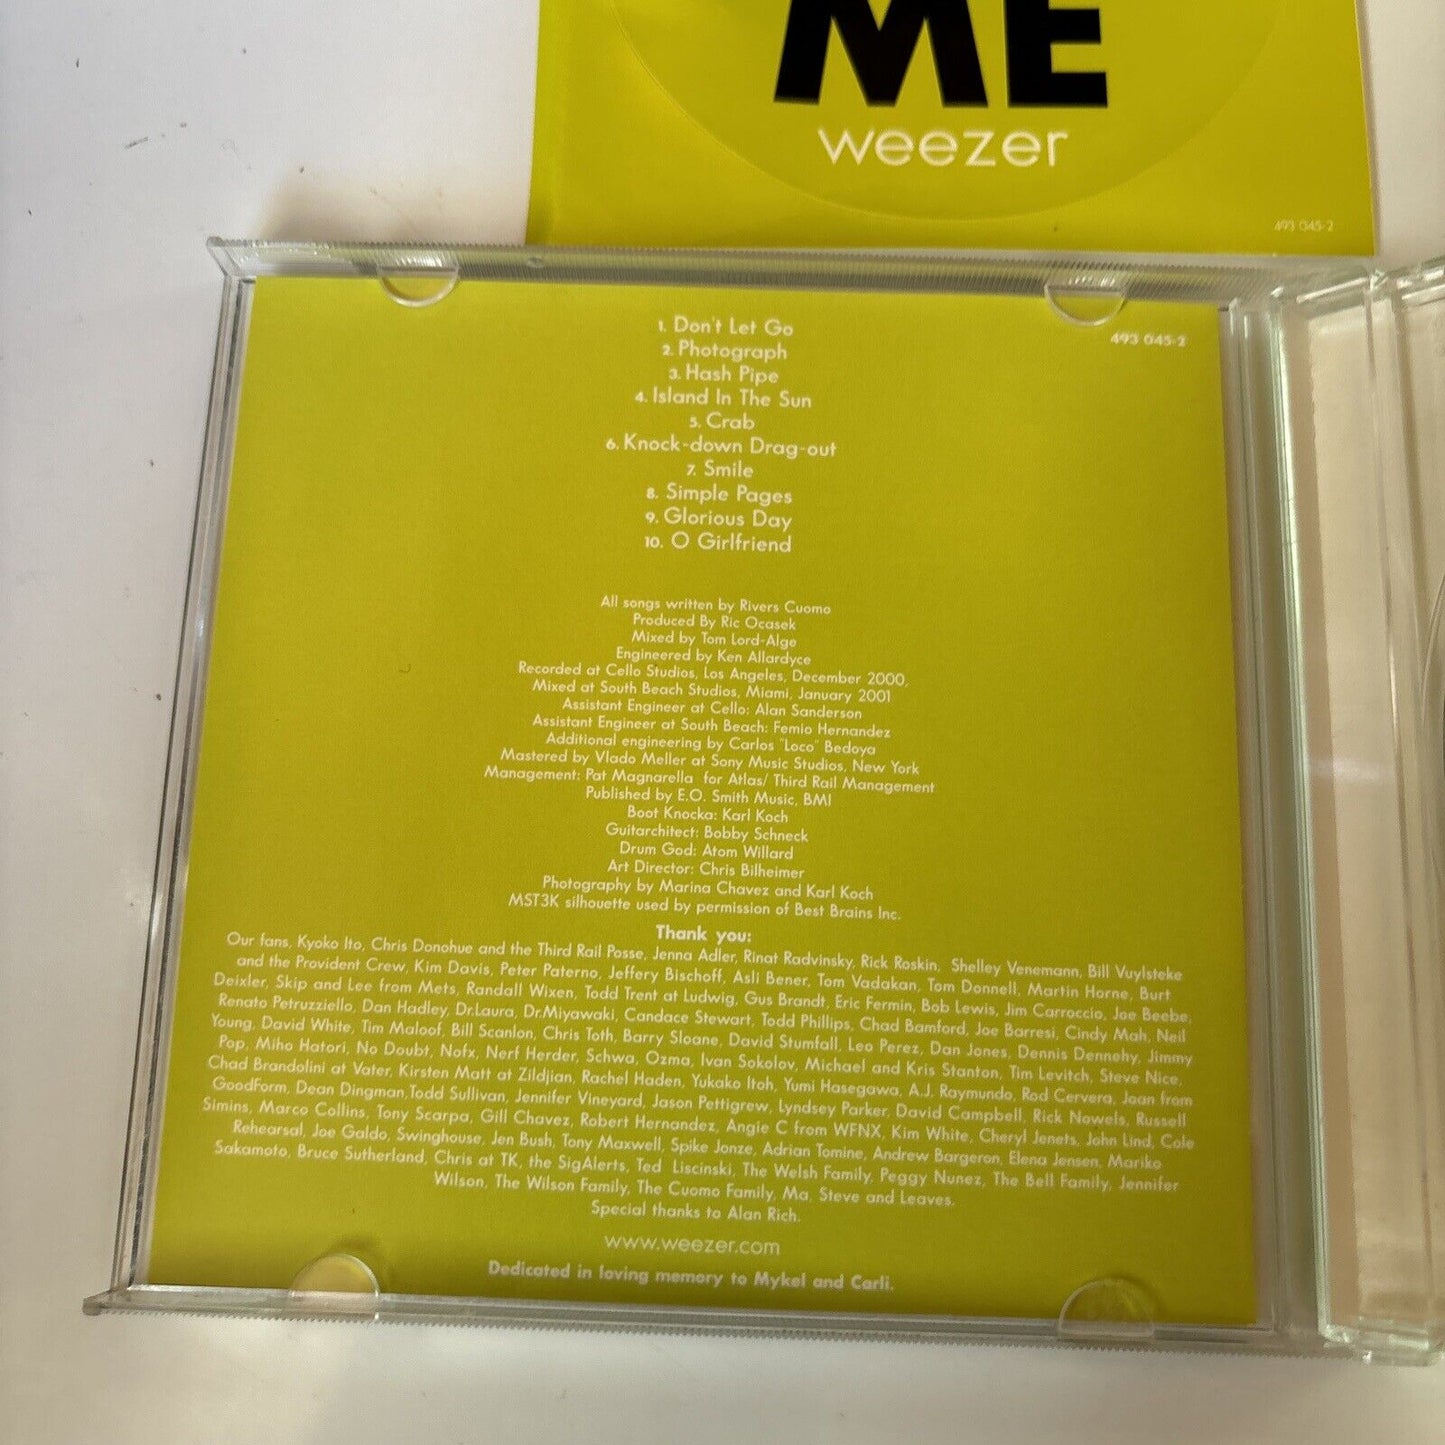 ME
weezer
493 045-2
493 045-2
1. Don't Let Go
2. Photograph
3. Hash Pipe
4. Island In The Sun
5. Crab
6. Knock-down Drag-out
7. Smile
8. Simple Pages
9. Glorious Day
10. O Girlfriend
All songs written by Rivers Cuomo
Produced By Ric Ocasek
Mixed by Tom Lord-Alge
Engineered by Ken Allardyce
Recorded at Cello Studios, Los Angeles, December 2000,
Mixed at South Beach Studios, Miami, January 2001
Assistant Engineer at Cello: Alan Sanderson
Assistant Engineer at South Beach: Femio Hernandez
Additional engineering by Carlos "Loco" Bedoya
Mastered by Vlado Meller at Sony Music Studios, New York
Management: Pat Magnarella for Atlas/ Third Rail Management
Published by E.O. Smith Music, BMI
Boot Knocka: Karl Koch
Guitarchitect: Bobby Schneck
Drum God: Atom Willard
Art Director: Chris Bilheimer
Photography by Marina Chavez and Karl Koch
MST3K silhouette used by permission of Best Brains Inc.
Thank you:
Our fans, Kyoko Ito, Chris Donohue and the Third Rail Posse, Jenna Adler, Rinat Radvinsky, Rick Roskin, Shelley Venemann, Bill Vuylsteke
and the Provident Crew, Kim Davis, Peter Paterno, Jeffery Bischoff, Asli Bener, Tom Vadakan, Tom Donnell, Martin Horne, Burt
Deixler, Skip and Lee from Mets, Randall Wixen, Todd Trent at Ludwig, Gus Brandt, Eric Fermin, Bob Lewis, Jim Carroccio, Joe Beebe,
Renato Petruzziello, Dan Hadley, Dr.Laura, Dr.Miyawaki, Candace Stewart, Todd Phillips, Chad Bamford, Joe Barresi, Cindy Mah, Neil
Young, David White, Tim Maloof, Bill Scanlon, Chris Toth, Barry Sloane, David Stumfall, Leo Perez, Dan Jones, Dennis Dennehy, Jimmy
Pop, Miho Hatori, No Doubt, Nofx, Nerf Herder, Schwa, Ozma, Ivan Sokolov, Michael and Kris Stanton, Tim Levitch, Steve Nice,
Chad Brandolini at Vater, Kirsten Matt at Zildjian, Rachel Haden, Yukako Itoh, Yumi Hasegawa, A.J. Raymundo, Rod Cervera, Joan from
GoodForm, Dean Dingman,Todd Sullivan, Jennifer Vineyard, Jason Pettigrew, Lyndsey Parker, David Campbell, Rick Nowels, Russell
Simins, Marco Collins, Tony Scarpa, Gill Chavez, Robert Hernandez, Angie C from WFNX, Kim White, Cheryl Jenets, John Lind, Cole
Rehearsal, Joe Galdo, Swinghouse, Jen Bush, Tony Maxwell, Spike Jonze, Adrian Tomine, Andrew Bargeron, Elena Jensen, Mariko
Sakamoto, Bruce Sutherland, Chris at TK, the SigAlerts, Ted Liscinski, The Welsh Family, Peggy Nunez, The Bell Family, Jennifer
Wilson, The Wilson Family, The Cuomo Family, Ma, Steve and Leaves.
Special thanks to Alan Rich.
www.weezer.com
Dedicated in loving memory to Mykel and Carli.